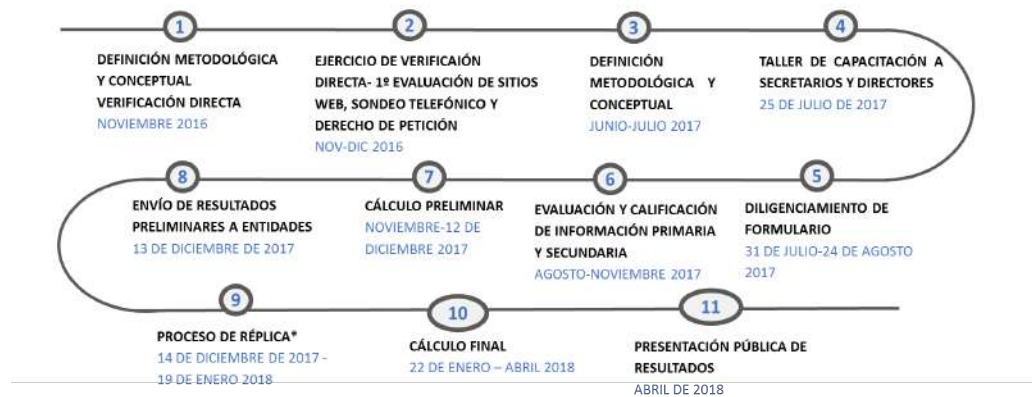 1
DEFINICIÓN METODOLÓGICA
Y CONCEPTUAL
VERIFICACIÓN DIRECTA
NOVIEMBRE 2016
2
EJERCICIO DE VERIFICAIÓN
DIRECTA- 1º EVALUACIÓN DE SITIOS
WEB, SONDEO TELEFÓNICO Y
DERECHO DE PETICIÓN
NOV-DIC 2016
3
DEFINICIÓN
METODOLÓGICA Y
CONCEPTUAL
JUNIO-JULIO 2017
4
TALLER DE CAPACITACIÓN A
SECRETARIOS Y DIRECTORES
25 DE JULIO DE 2017
5
DILIGENCIAMIENTO DE
FORMULARIO
31 DE JULIO-24 DE AGOSTO
2017
6
EVALUACIÓN Y CALIFICACIÓN
DE INFORMACIÓN PRIMARIA
Y SECUNDARIA
AGOSTO-NOVIEMBRE 2017
7
CÁLCULO PRELIMINAR
NOVIEMBRE-12 DE
DICIEMBRE 2017
8
ENVÍO DE RESULTADOS
PRELIMINARES A ENTIDADES
13 DE DICIEMBRE DE 2017
9
PROCESO DE RÉPLICA*
14 DE DICIEMBRE DE 2017 -
19 DE ENERO 2018
10
CÁLCULO FINAL
22 DE ENERO – ABRIL 2018
11
PRESENTACIÓN PÚBLICA DE
RESULTADOS
ABRIL DE 2018